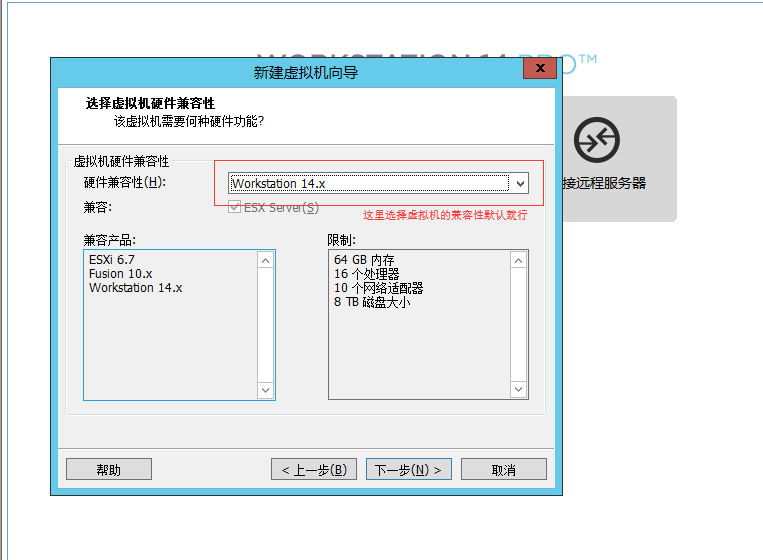 WORKSTATION 14 PRO™
新建虚拟机向导
x
选择虚拟机硬件兼容性
该虚拟机需要何种硬件功能?
虚拟机硬件兼容性
硬件兼容性(H):
Workstation 14.x
兼容:
ESX Server(S)
这里选择虚拟机的兼容性默认就行
接远程服务器
兼容产品:
ESXi 6.7
Fusion 10.x
Workstation 14.x
限制:
64 GB 内存
16 个处理器
10 个网络适配器
8 TB 磁盘大小
帮助
< 上一步(B)
下一步(N) >
取消